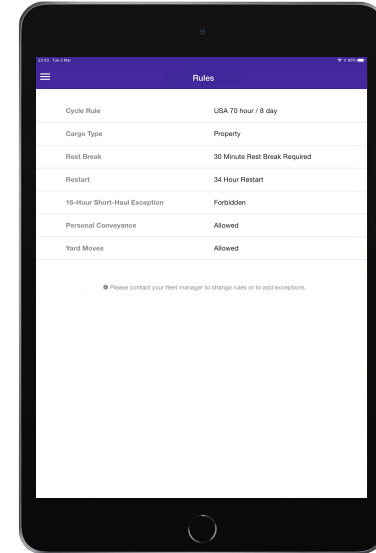 Rules
Cycle Rule USA 70 hour / 8 day
Cargo Type Property
Rest Break 30 Minute Rest Break Required
Restart 34 Hour Restart
16-Hour Short-Haul Exception Forbidden
Personal Conveyance Allowed
Yard Moves Allowed
Please contact your fleet manager to change rules or to add exceptions.